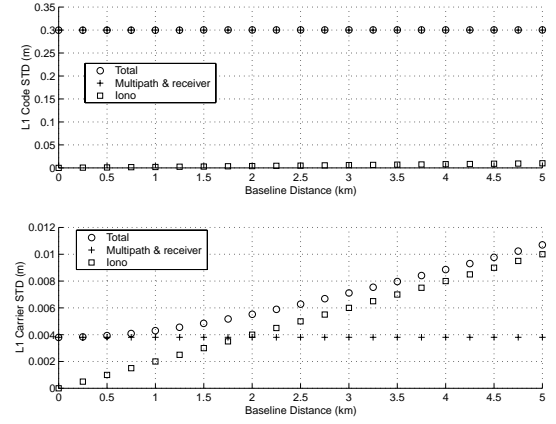 0.35
0.3
0.25
0.2
0.15
0.1
0.05
0
L1 Code STD (m)
Total
Multipath & receiver
Iono
0 0.5 1 1.5 2 2.5 3 3.5 4 4.5 5
Baseline Distance (km)
0.012
0.01
0.008
0.006
0.004
0.002
0
L1 Carrier STD (m)
Total
Multipath & receiver
Iono
0 0.5 1 1.5 2 2.5 3 3.5 4 4.5 5
Baseline Distance (km)